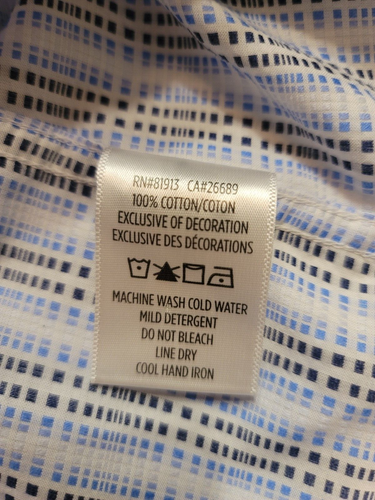 RN#81913 CA#26689
100% COTTON/COTON
EXCLUSIVE OF DECORATION
EXCLUSIVE DES DÉCORATIONS
MACHINE WASH COLD WATER
MILD DETERGENT
DO NOT BLEACH
LINE DRY
COOL HAND IRON